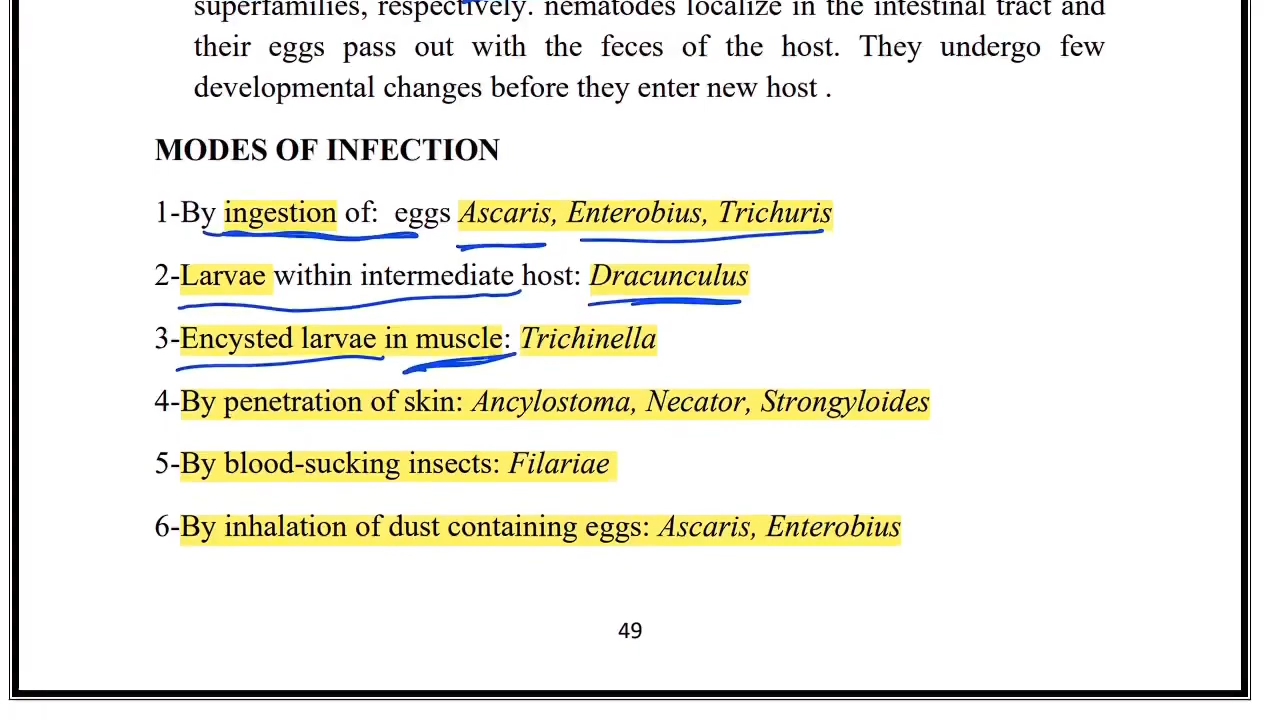 superfamilies, respectively. nematodes localize in the intestinal tract and
their eggs pass out with the feces of the host. They undergo few
developmental changes before they enter new host .
MODES OF INFECTION
1-By ingestion of: eggs Ascaris, Enterobius, Trichuris
2-Larvae within intermediate host: Dracunculus
3-Encysted larvae in muscle: Trichinella
4-By penetration of skin: Ancylostoma, Necator, Strongyloides
5-By blood-sucking insects: Filariae
6-By inhalation of dust containing eggs: Ascaris, Enterobius
49